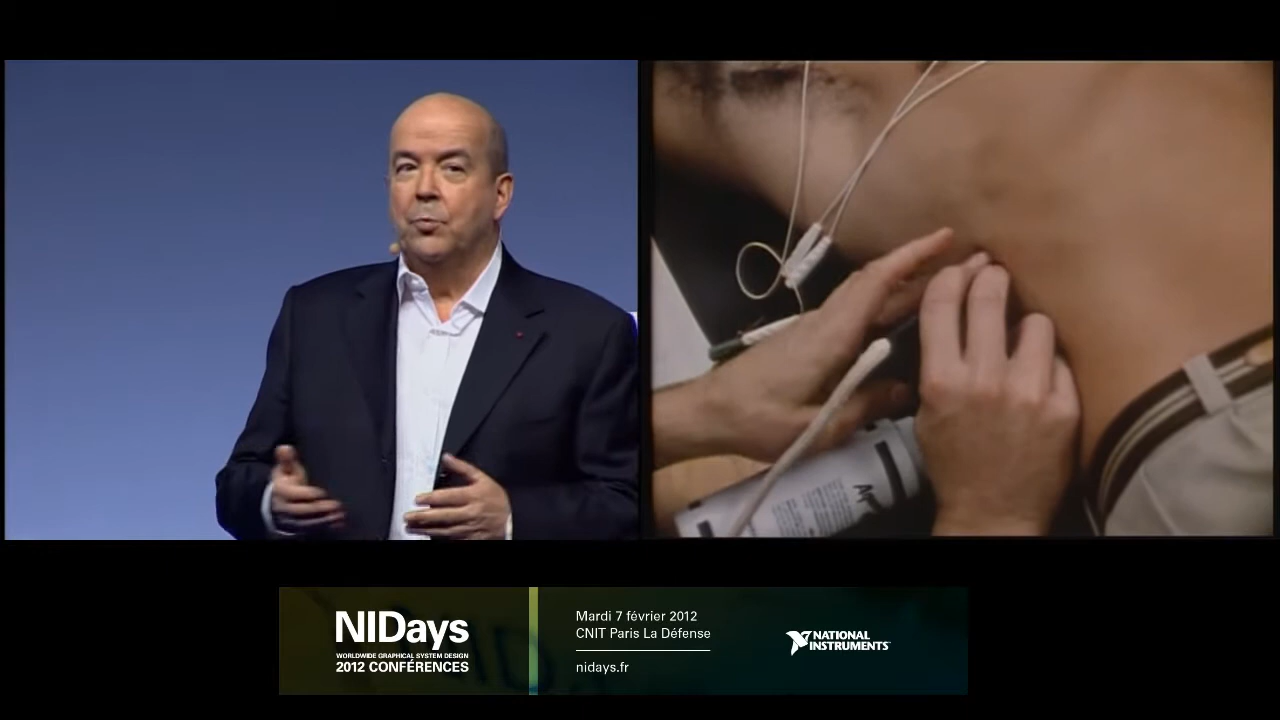 NIDays
WORLDWIDE GRAPHICAL SYSTEM DESIGN
2012 CONFÉRENCES
Mardi 7 février 2012
CNIT Paris La Défense
nidays.fr
NATIONAL
INSTRUMENTS